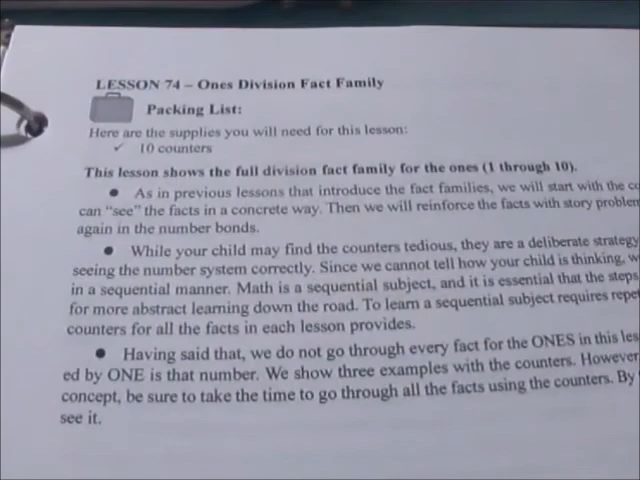 LESSON 74 – Ones Division Fact Family
Packing List:
Here are the supplies you will need for this lesson:
✓ 10 counters
This lesson shows the full division fact family for the ones (1 through 10).
● As in previous lessons that introduce the fact families, we will start with the co
can "see" the facts in a concrete way. Then we will reinforce the facts with story problem
again in the number bonds.
● While your child may find the counters tedious, they are a deliberate strategy
seeing the number system correctly. Since we cannot tell how your child is thinking, w
in a sequential manner. Math is a sequential subject, and it is essential that the steps
for more abstract learning down the road. To learn a sequential subject requires repe
counters for all the facts in each lesson provides.
● Having said that, we do not go through every fact for the ONES in this les
ed by ONE is that number. We show three examples with the counters. However
concept, be sure to take the time to go through all the facts using the counters. By
see it.